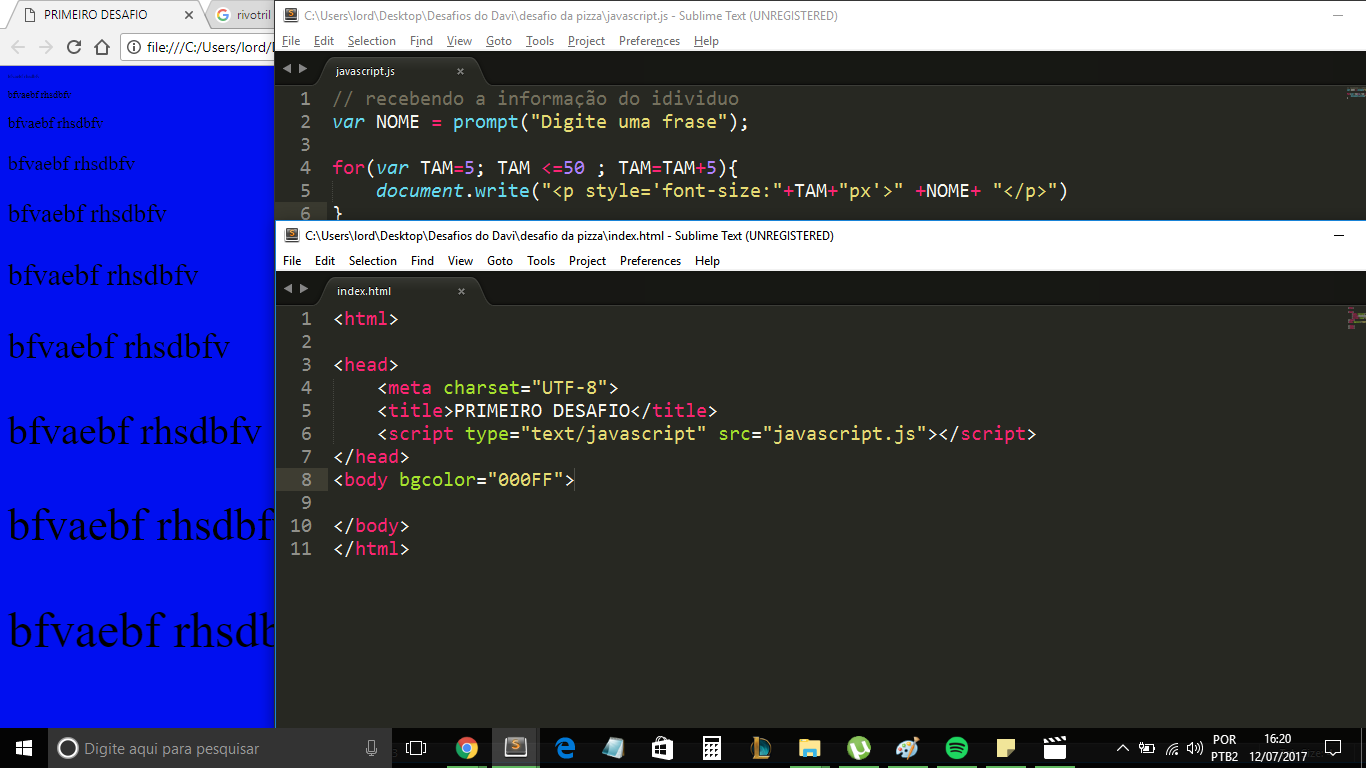 PRIMEIRO DESAFIO
rivotril
file:///C:/Users/lord/
bfvaebf rhsdbfv
bfvaebf rhsdbfv
bfvaebf rhsdbfv
bfvaebf rhsdbfv
bfvaebf rhsdbfv
bfvaebf rhsdbfv
bfvaebf rhsdbfv
bfvaebf rhsdbf
bfvaebf rhsdb
C:\Users\lord\Desktop\Desafios do Davi\desafio da pizza\javascript.js - Sublime Text (UNREGISTERED)
File Edit Selection Find View Goto Tools Project Preferences Help
javascript.js
1 // recebendo a informação do idividuo
2 var NOME = prompt("Digite uma frase");
3
4 for(var TAM=5; TAM <=50 ; TAM=TAM+5){
5 document.write("<p style='font-size:"+TAM+"px'>" +NOME+ "</p>")
6 }
C:\Users\lord\Desktop\Desafios do Davi\desafio da pizza\index.html - Sublime Text (UNREGISTERED)
File Edit Selection Find View Goto Tools Project Preferences Help
index.html
1 <html>
2
3 <head>
4 <meta charset="UTF-8">
5 <title>PRIMEIRO DESAFIO</title>
6 <script type="text/javascript" src="javascript.js"></script>
7 </head>
8 <body bgcolor="000FF">
9
10 </body>
11 </html>
Digite aqui para pesquisar
POR
PTB2
16:20
12/07/2017